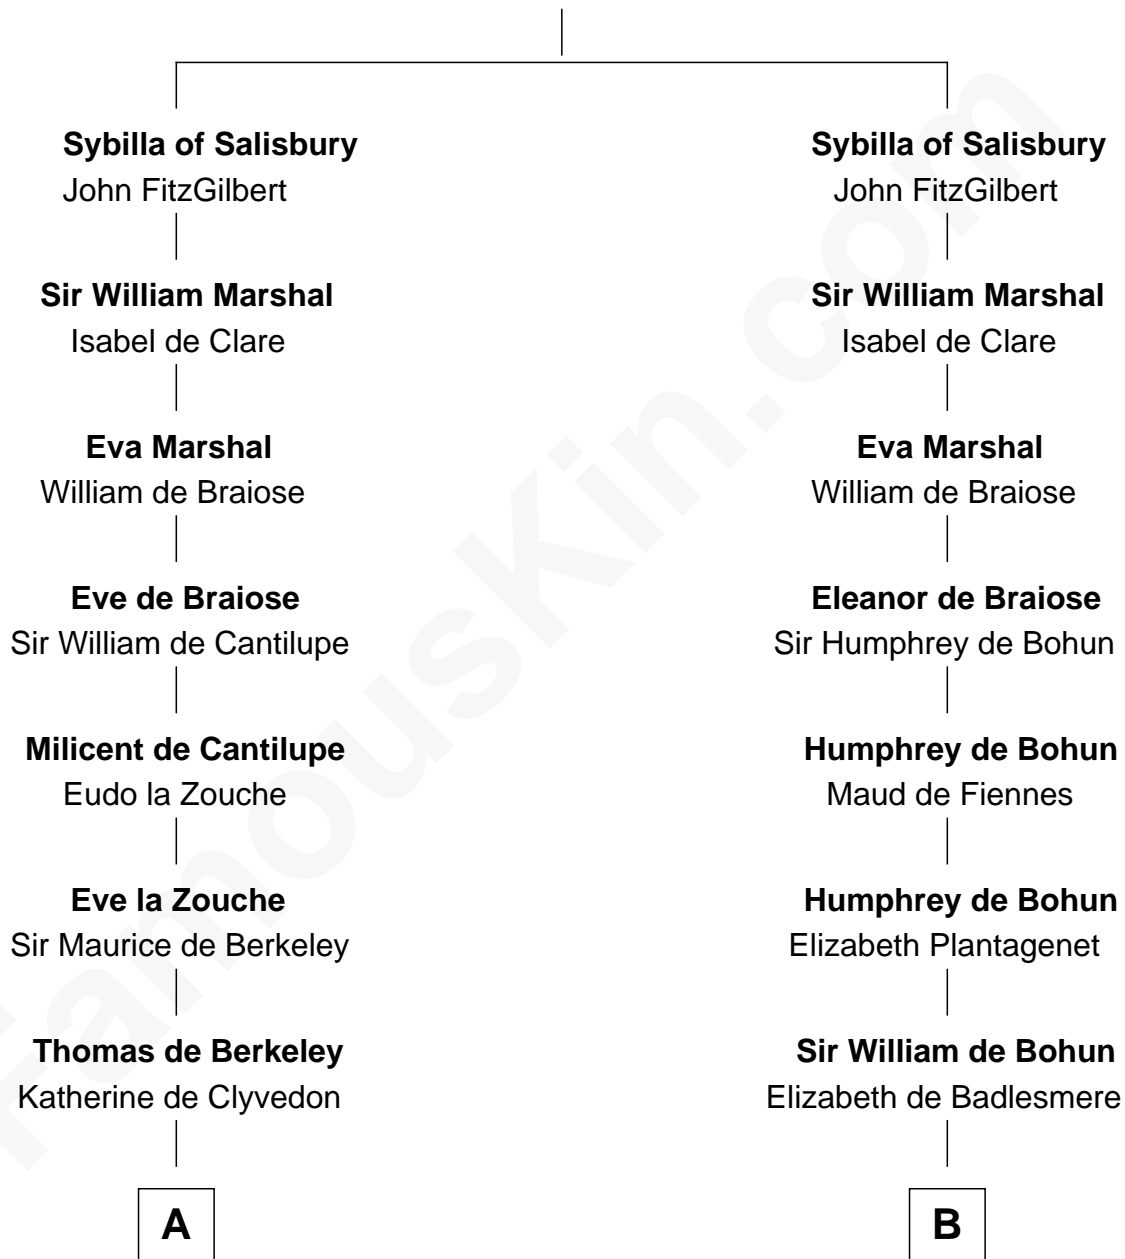 Sybilla of Salisbury
John FitzGilbert
Sir William Marshal
Isabel de Clare
Eva Marshal
William de Braiose
Eve de Braiose
Sir William de Cantilupe
Milicent de Cantilupe
Eudo la Zouche
Eve la Zouche
Sir Maurice de Berkeley
Thomas de Berkeley
Katherine de Clyvedon
A
Sybilla of Salisbury
John FitzGilbert
Sir William Marshal
Isabel de Clare
Eva Marshal
William de Braiose
Eleanor de Braiose
Sir Humphrey de Bohun
Humphrey de Bohun
Maud de Fiennes
Humphrey de Bohun
Elizabeth Plantagenet
Sir William de Bohun
Elizabeth de Badlesmere
B
FamousKin.com